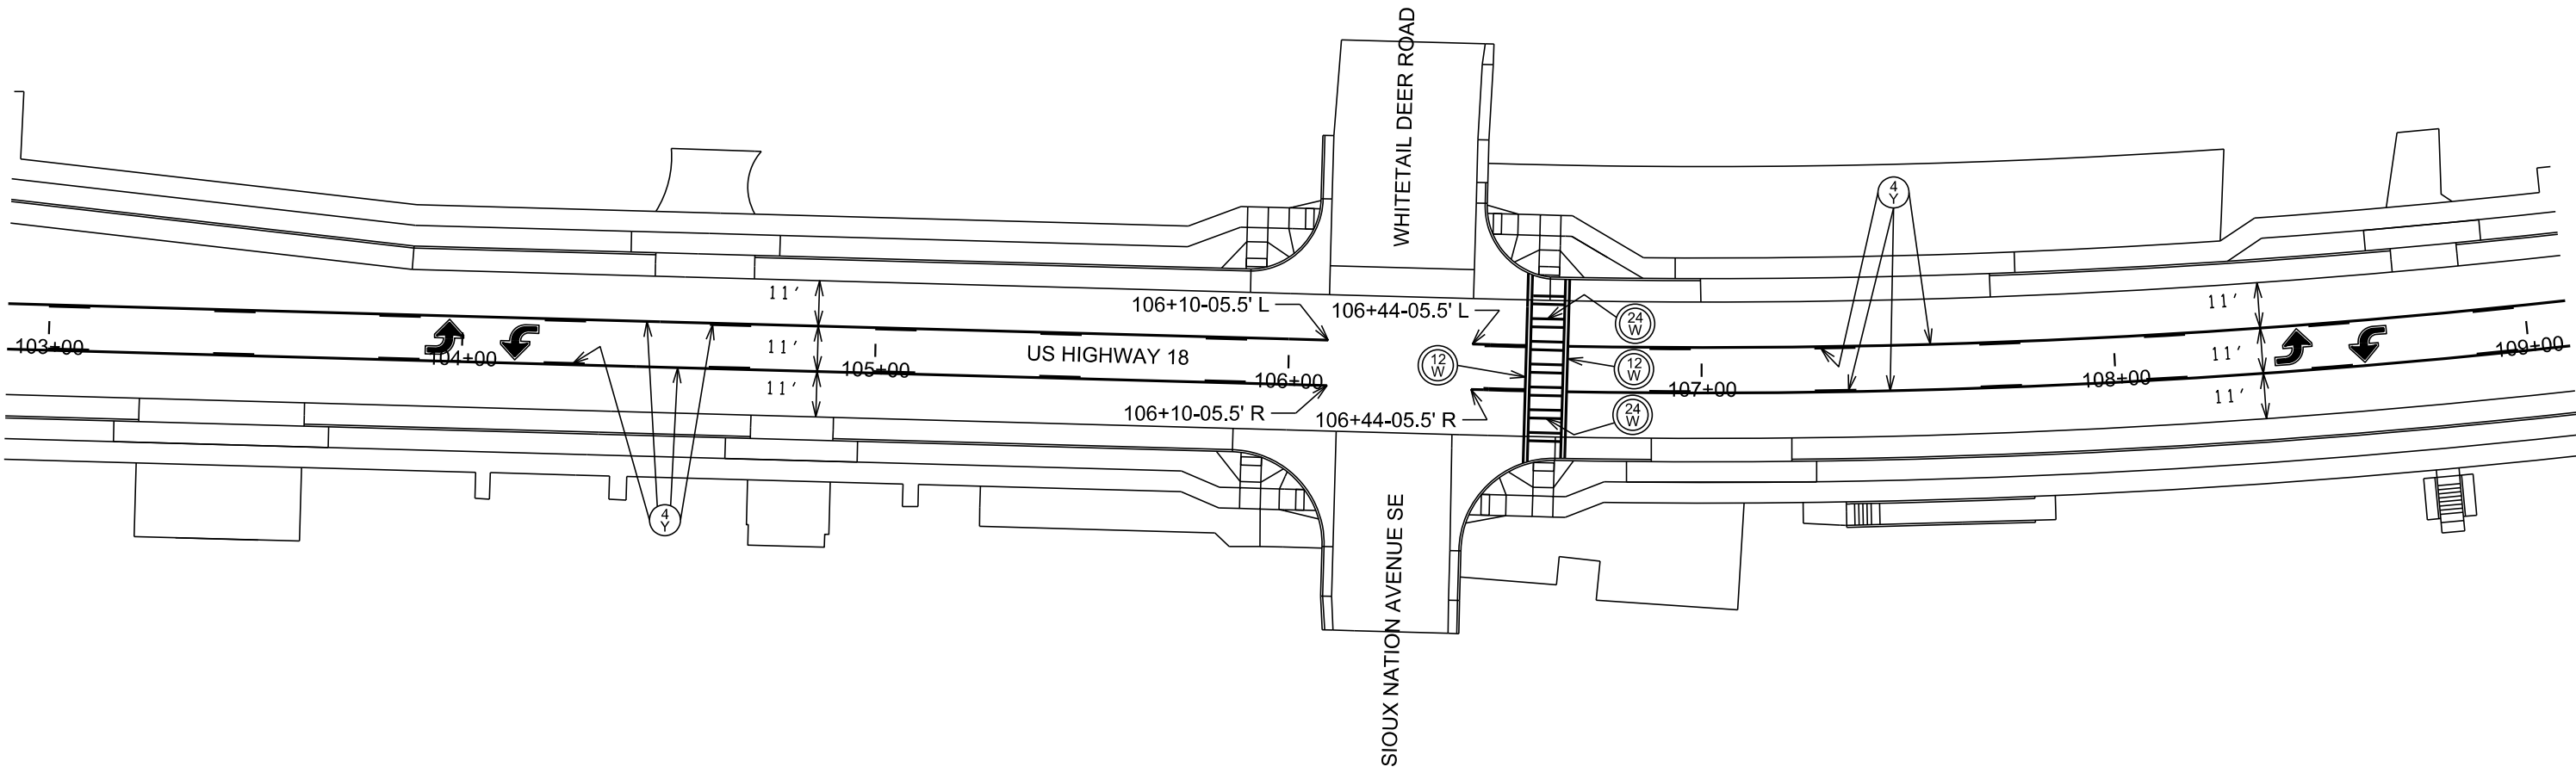 WHITETAIL DEER ROAD
4
Y
11'
106+10-05.5' L
106+44-05.5' L
11'
24
W
103+00
104+00
11'
105+00
US HIGHWAY 18
106+00
12
W
12
W
107+00
108+00
11'
109+00
11'
106+10-05.5' R
106+44-05.5' R
24
W
11'
4
Y
SIOUX NATION AVENUE SE